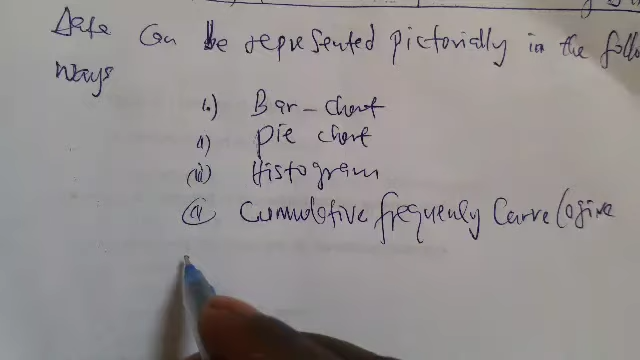 Data can be represented pictorially in the follo
ways
i.) Bar-chart
ii) pie chart
(iii) Histogram
(iv Cumulative frequency Curve (ogive